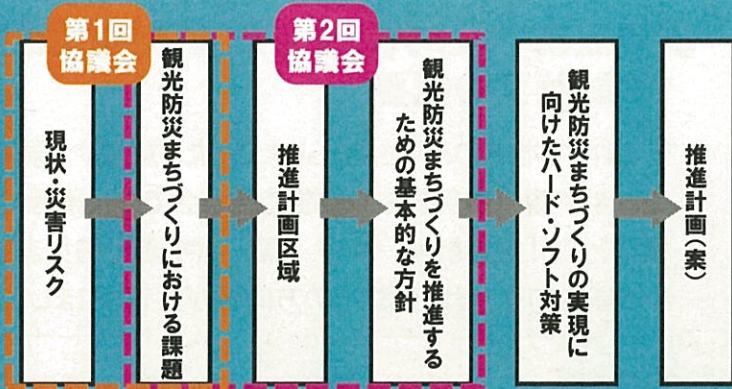 第1回
協議会
第2回
協議会
現状・災害リスク
観光防災まちづくりにおける課題
推進計画区域
観光防災まちづくりを推進する
ための基本的な方針
観光防災まちづくりの実現に
向けたハード・ソフト対策
推進計画(案)